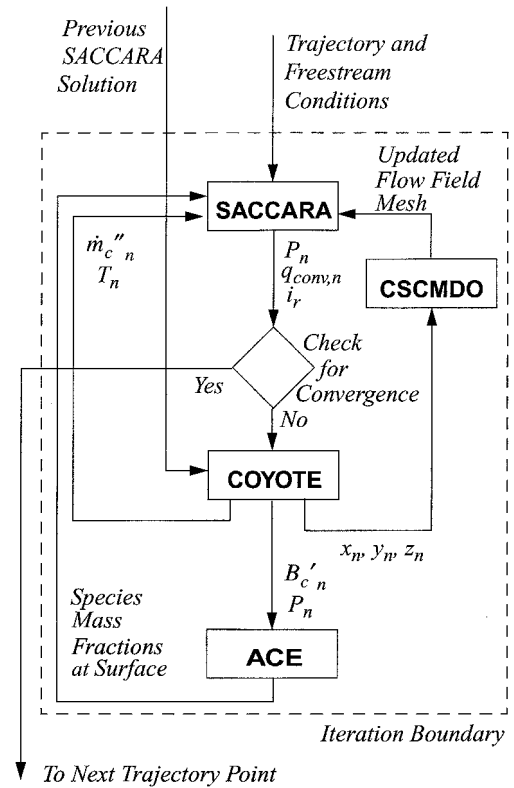 Previous
SACCARA
Solution
Trajectory and
Freestream
Conditions
Updated
Flow Field
Mesh
SACCARA
ṁc″n
Tn
Pn
qconv,n
ir
CSCMDO
Check
for
Convergence
Yes
No
COYOTE
xn, yn, zn
Bc′n
Pn
Species
Mass
Fractions
at Surface
ACE
Iteration Boundary
To Next Trajectory Point